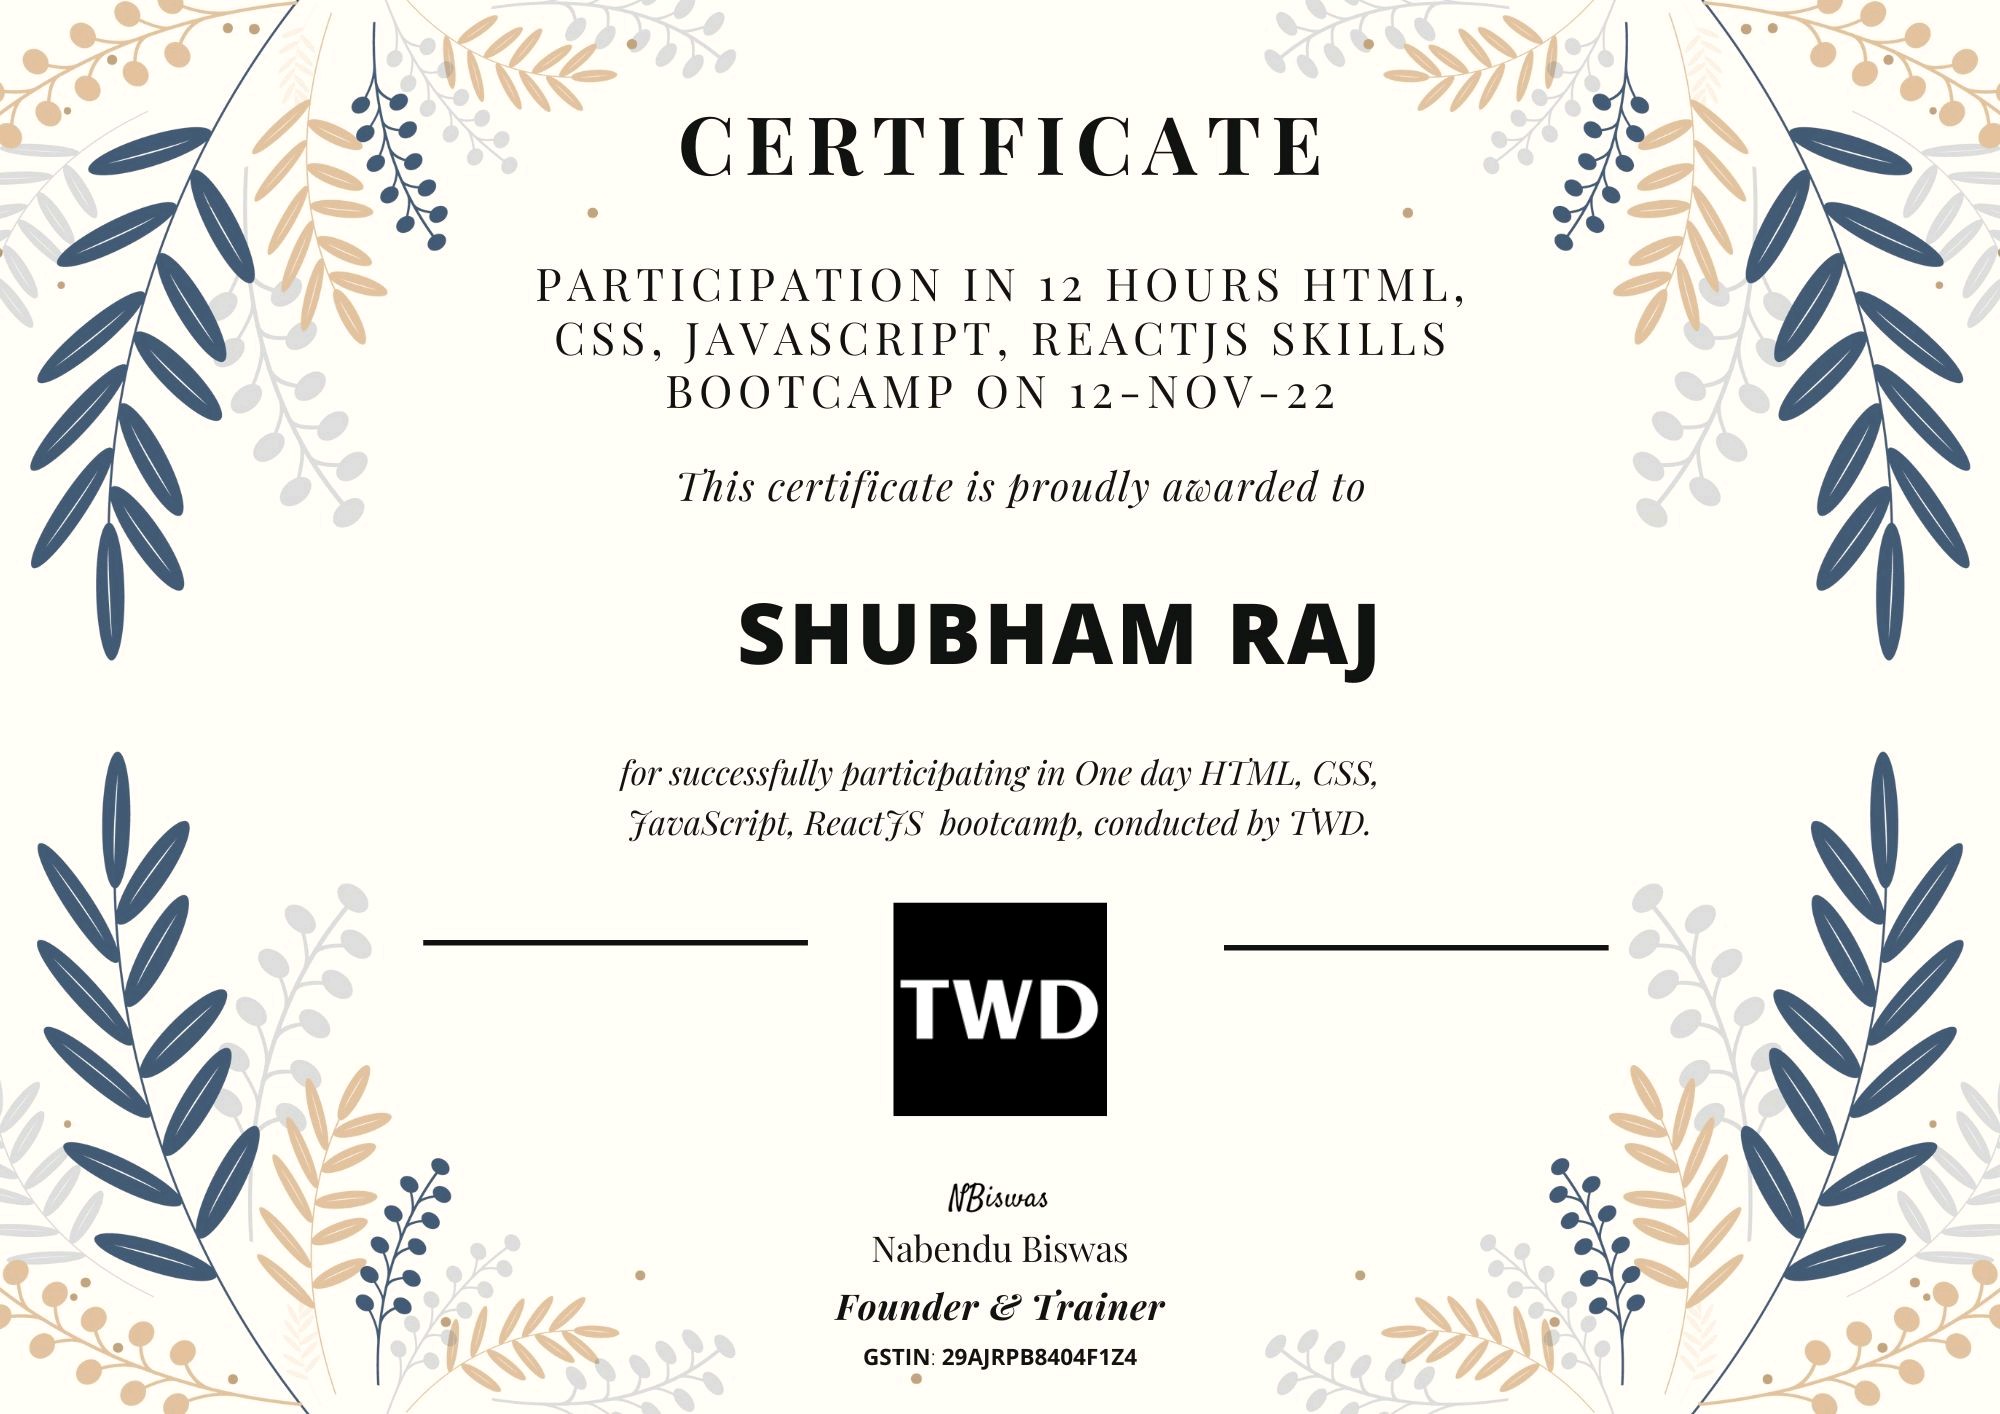 CERTIFICATE
PARTICIPATION IN 12 HOURS HTML,
CSS, JAVASCRIPT, REACTJS SKILLS
BOOTCAMP ON 12-NOV-22
This certificate is proudly awarded to
SHUBHAM RAJ
for successfully participating in One day HTML, CSS,
JavaScript, ReactJS bootcamp, conducted by TWD.
TWD
NBiswas
Nabendu Biswas
Founder & Trainer
GSTIN: 29AJRPB8404F1Z4